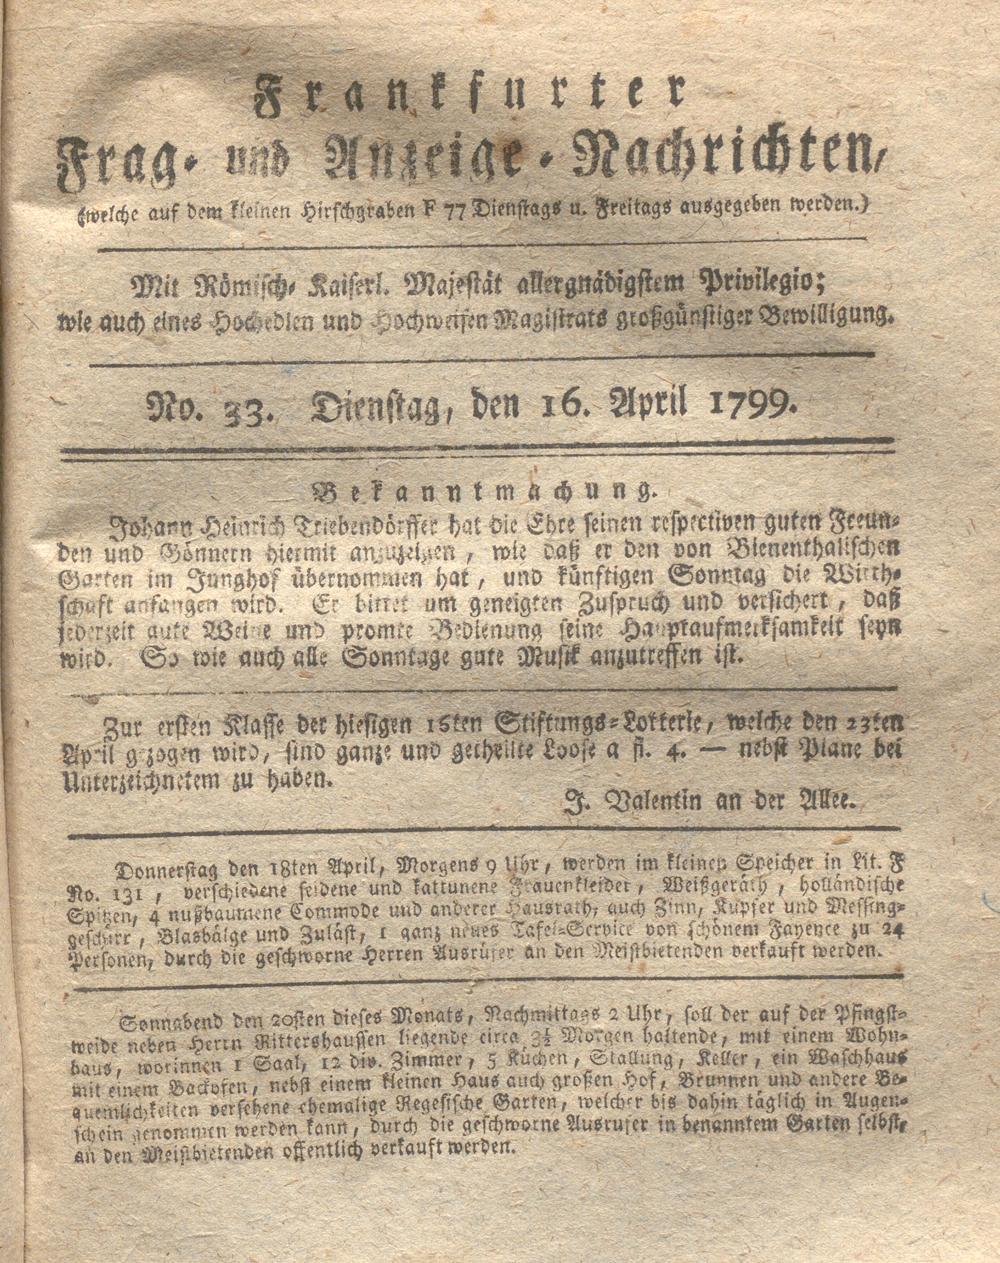 Frankfurter
Frag- und Anzeige-Nachrichten,
(welche auf dem kleinen Hirschgraben F 77 Dienstags u. Freitags ausgegeben werden.)
Mit Römisch-Kaiserl. Majestät allergnädigstem Privilegio;
wie auch eines Hochedlen und Hochweisen Magistrats großgünstiger Bewilligung.
No. 33. Dienstag, den 16. April 1799.
Bekanntmachung.
Johann Heinrich Triebendörffer hat die Ehre seinen respectiven guten Freun-
den und Gönnern hiermit anzuzeigen, wie daß er den von Bienenthalischen
Garten im Junghof übernommen hat, und künftigen Sonntag die Wirth-
schaft anfangen wird. Er bittet um geneigten Zuspruch und versichert, daß
jederzeit gute Weine und promte Bedienung seine Hauptaufmerksamkeit seyn
wird. So wie auch alle Sonntage gute Musik anzutreffen ist.
Zur ersten Klasse der hiesigen 16ten Stiftungs-Lotterie, welche den 23ten
April gezogen wird, sind ganze und getheilte Loose a fl. 4. — nebst Plane bei
Unterzeichnetem zu haben.
J. Valentin an der Allee.
Donnerstag den 18ten April, Morgens 9 Uhr, werden im kleinen Speicher in Lit. F
No. 131, verschiedene seidene und kattunene Frauenkleider, Weißgeräth, holländische
Spitzen, 4 nußbaumene Commode und anderer Hausrath, auch Zinn, Kupfer und Messing-
geschirr, Blasbälge und Zuläst, 1 ganz neues Tafel-Service von schönem Fayence zu 24
Personen, durch die geschworne Herren Ausrüfer an den Meistbietenden verkauft werden.
Sonnabend den 20sten dieses Monats, Nachmittags 2 Uhr, soll der auf der Pfingst-
weide neben Herrn Rittershaussen liegende circa 3½ Morgen haltende, mit einem Wohn-
haus, worinnen 1 Saal, 12 div. Zimmer, 5 Küchen, Stallung, Keller, ein Waschhaus
mit einem Backofen, nebst einem kleinen Haus auch großen Hof, Brunnen und andere Be-
quemlichkeiten versehene ehemalige Regesische Garten, welcher bis dahin täglich in Augen-
schein genommen werden kann, durch die geschworne Ausrufer in benanntem Garten selbst,
an den Meistbietenden offentlich verkauft werden.